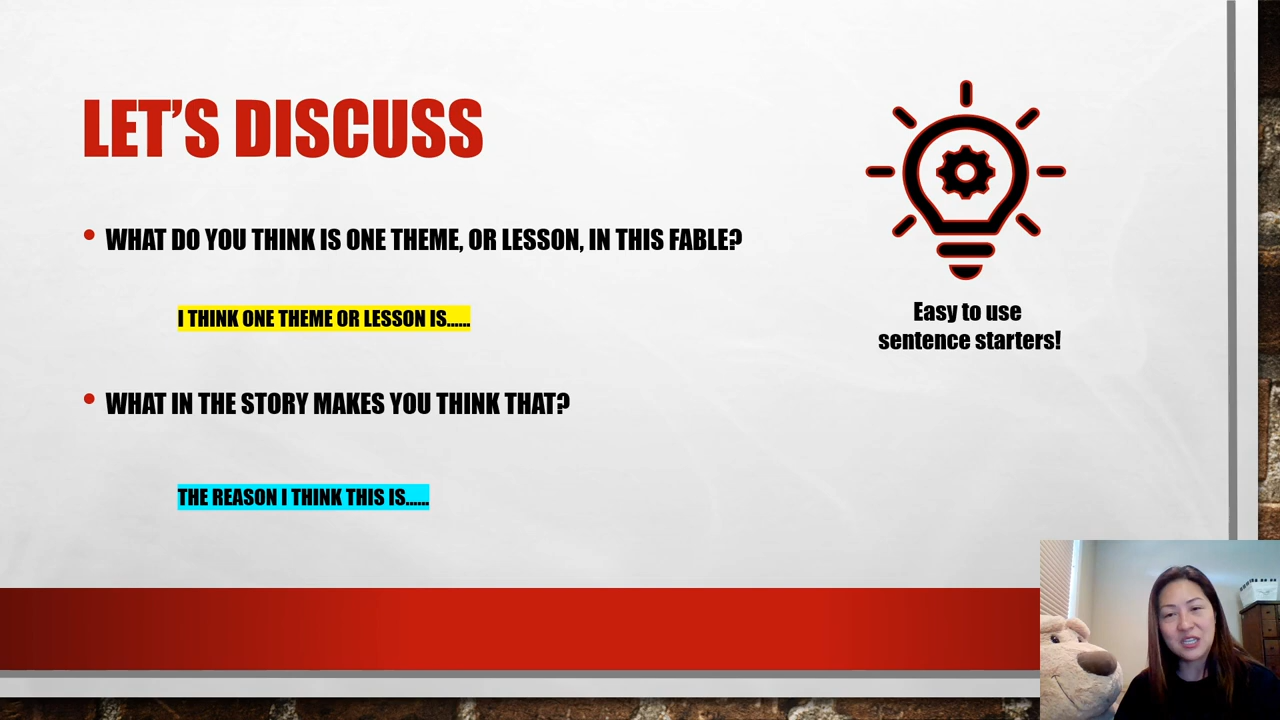 LET’S DISCUSS
• WHAT DO YOU THINK IS ONE THEME, OR LESSON, IN THIS FABLE?
I THINK ONE THEME OR LESSON IS......
• WHAT IN THE STORY MAKES YOU THINK THAT?
THE REASON I THINK THIS IS......
Easy to use
sentence starters!